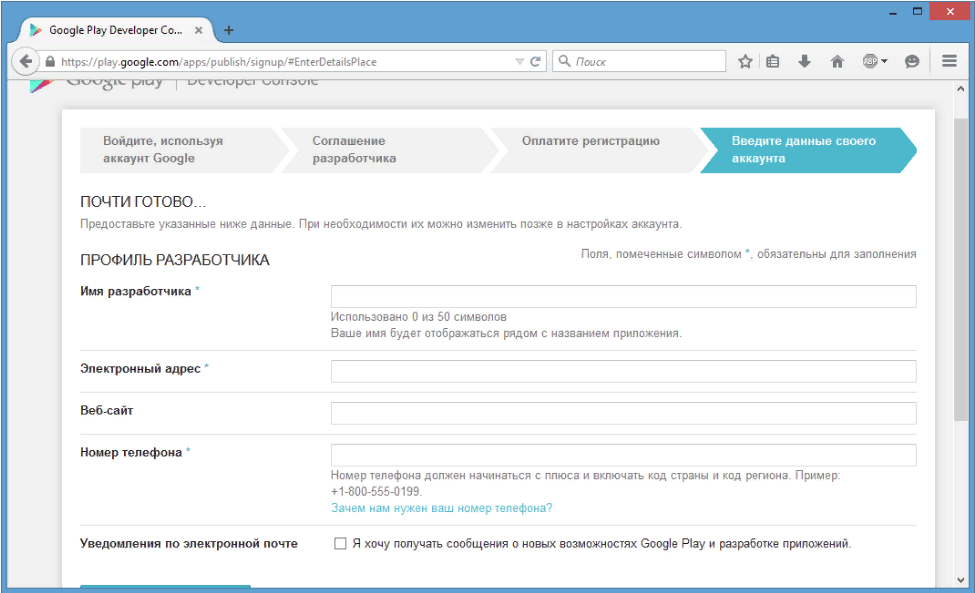 Google Play Developer Co...
https://play.google.com/apps/publish/signup/#EnterDetailsPlace
Поиск
ABP
Google play | Developer Console
Войдите, используя
аккаунт Google
Соглашение
разработчика
Оплатите регистрацию
Введите данные своего
аккаунта
ПОЧТИ ГОТОВО...
Предоставьте указанные ниже данные. При необходимости их можно изменить позже в настройках аккаунта.
Поля, помеченные символом *, обязательны для заполнения
ПРОФИЛЬ РАЗРАБОТЧИКА
Имя разработчика *
Использовано 0 из 50 символов
Ваше имя будет отображаться рядом с названием приложения.
Электронный адрес *
Веб-сайт
Номер телефона *
Номер телефона должен начинаться с плюса и включать код страны и код региона. Пример:
+1-800-555-0199.
Зачем нам нужен ваш номер телефона?
Уведомления по электронной почте
Я хочу получать сообщения о новых возможностях Google Play и разработке приложений.